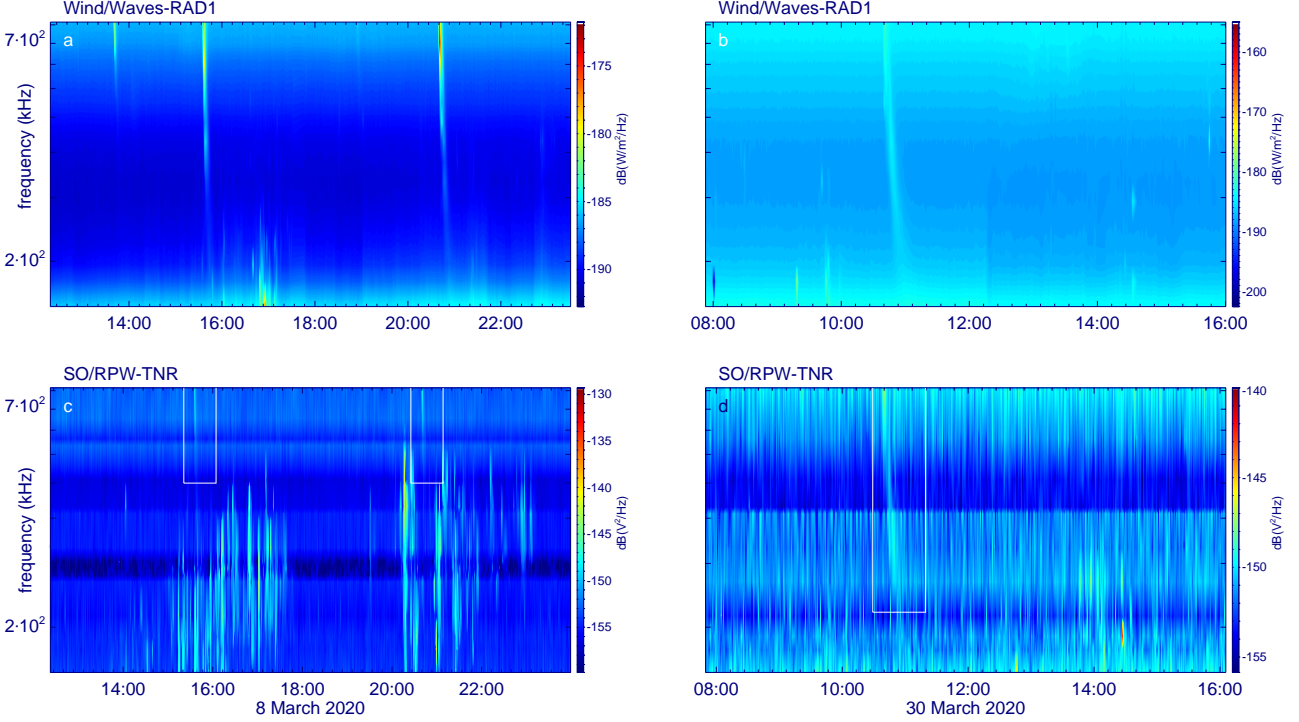 Wind/Waves-RAD1
a
7·10²
2·10²
frequency (kHz)
14:00 16:00 18:00 20:00 22:00
-175
-180
-185
-190
dB(W/m²/Hz)
Wind/Waves-RAD1
b
08:00 10:00 12:00 14:00 16:00
-160
-170
-180
-190
-200
dB(W/m²/Hz)
SO/RPW-TNR
c
7·10²
2·10²
frequency (kHz)
14:00 16:00 18:00 20:00 22:00
8 March 2020
-130
-135
-140
-145
-150
-155
dB(V²/Hz)
SO/RPW-TNR
d
08:00 10:00 12:00 14:00 16:00
30 March 2020
-140
-145
-150
-155
dB(V²/Hz)